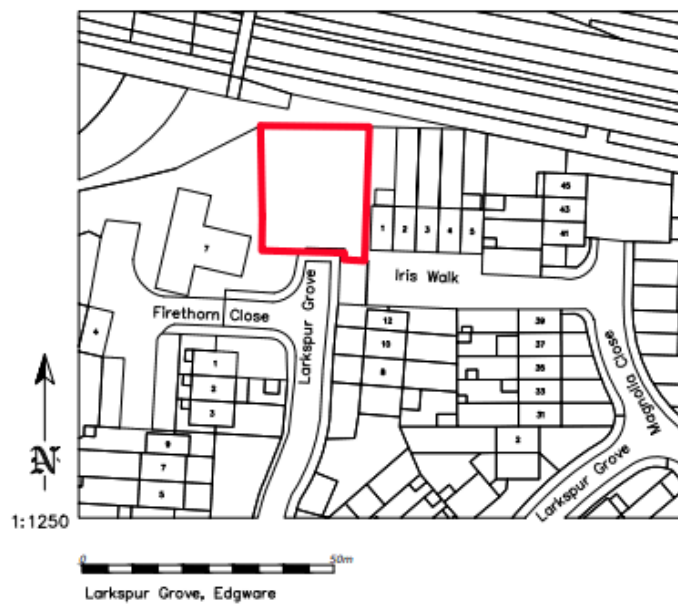 45
43
41
1 2 3 4 5
7
Iris Walk
Larkspur Grove
Firethorn Close
4
12
10
8
39
37
35
33
31
Magnolia Close
1
2
3
2
9
7
5
Larkspur Grove
N
1:1250
0 50m
Larkspur Grove, Edgware